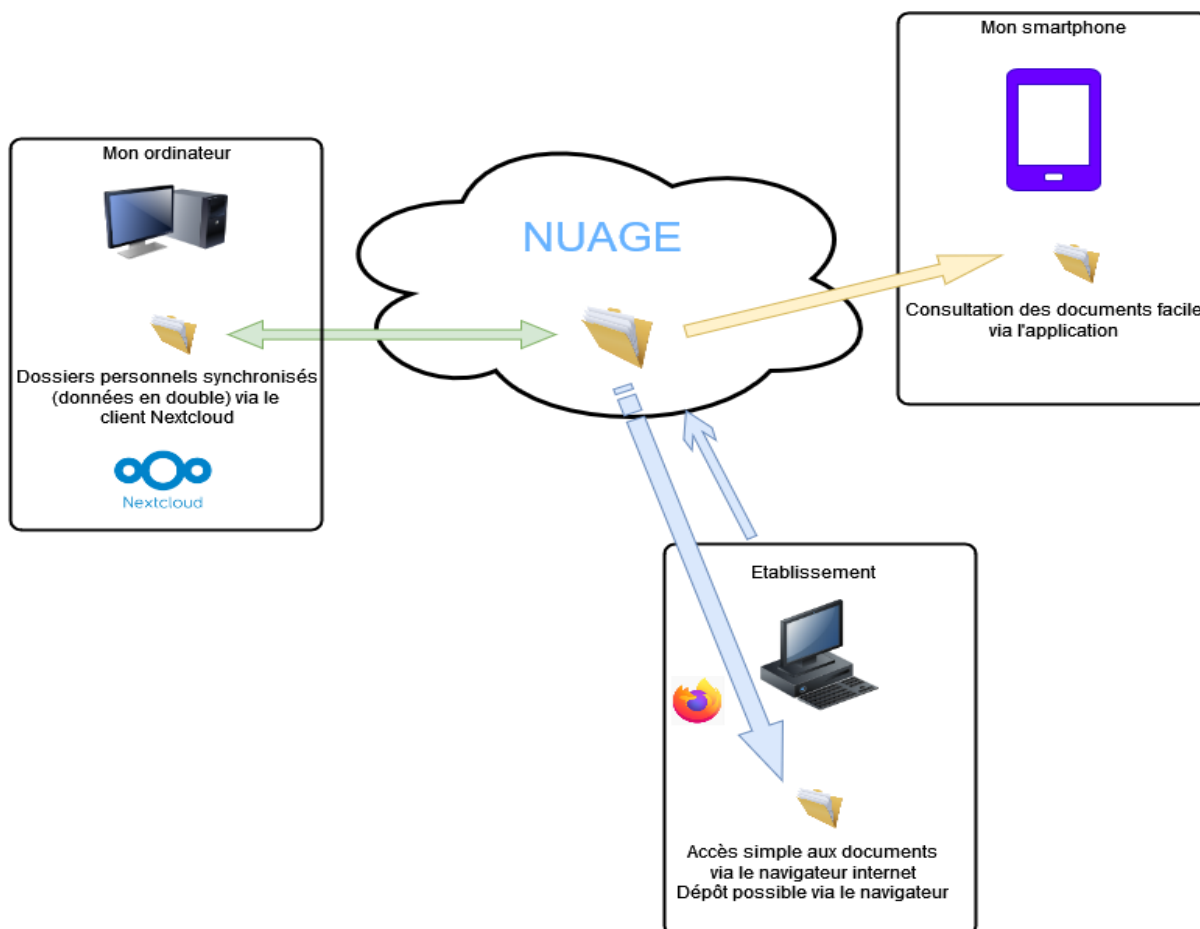 Mon smartphone
Consultation des documents facile
via l'application
Mon ordinateur
Dossiers personnels synchronisés
(données en double) via le
client Nextcloud
Nextcloud
NUAGE
Etablissement
Accès simple aux documents
via le navigateur internet
Dépôt possible via le navigateur